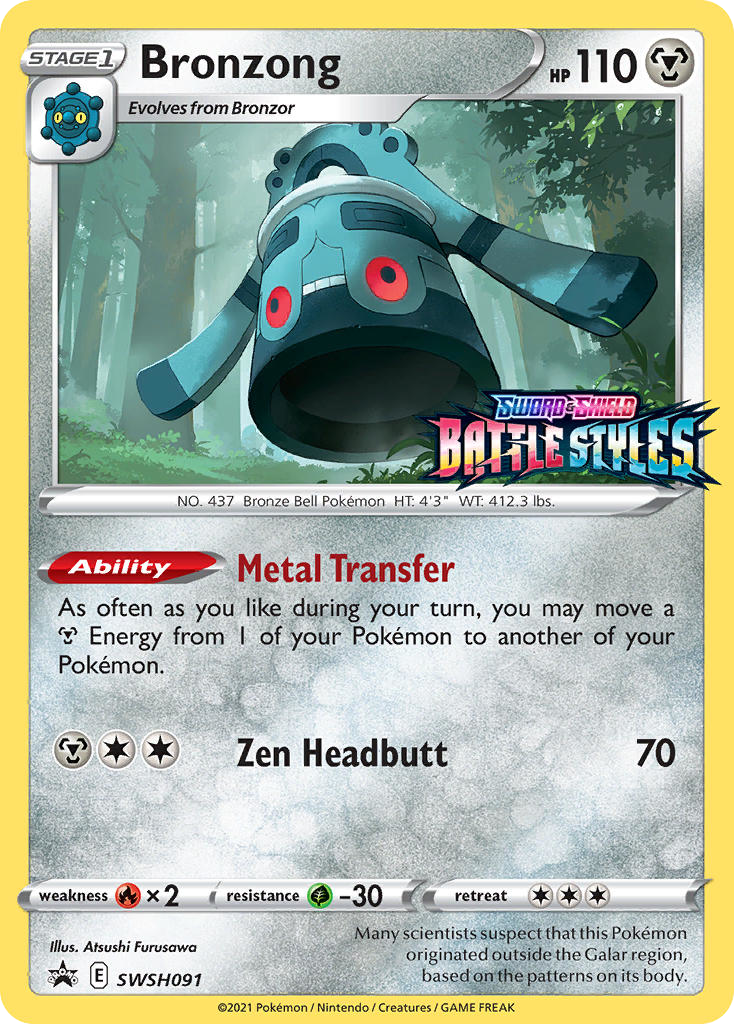 STAGE 1
Bronzong
HP 110
Evolves from Bronzor
SWORD & SHIELD
BATTLE STYLES
NO. 437 Bronze Bell Pokémon HT: 4'3" WT: 412.3 lbs.
Ability Metal Transfer
As often as you like during your turn, you may move a
Energy from 1 of your Pokémon to another of your
Pokémon.
Zen Headbutt 70
weakness ×2 resistance -30 retreat
Illus. Atsushi Furusawa
E SWSH091
Many scientists suspect that this Pokémon
originated outside the Galar region,
based on the patterns on its body.
©2021 Pokémon / Nintendo / Creatures / GAME FREAK